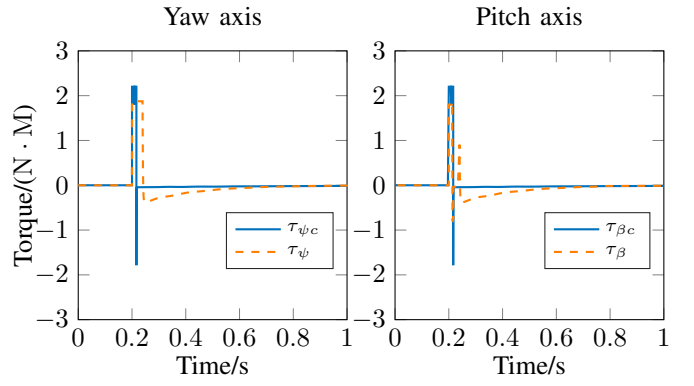 Yaw axis
Pitch axis
Torque/(N · M)
3
2
1
0
−1
−2
−3
0
0.2
0.4
0.6
0.8
1
Time/s
τψc
τψ
3
2
1
0
−1
−2
−3
0
0.2
0.4
0.6
0.8
1
Time/s
τβc
τβ